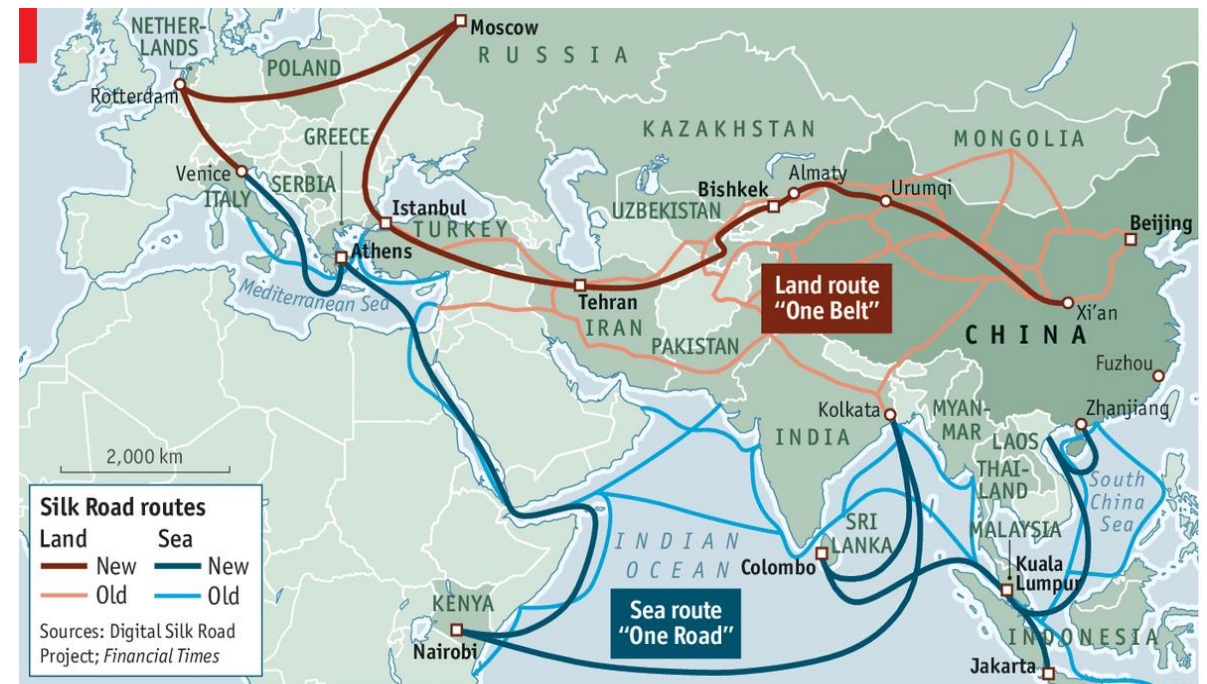 NETHER-
LANDS
Moscow
RUSSIA
POLAND
Rotterdam
GREECE
KAZAKHSTAN
MONGOLIA
Venice
ITALY
SERBIA
Almaty
Bishkek
Urumqi
Istanbul
TURKEY
UZBEKISTAN
Beijing
Athens
Mediterranean Sea
Tehran
IRAN
Land route
“One Belt”
Xi’an
CHINA
PAKISTAN
Fuzhou
Kolkata
MYAN-
MAR
Zhanjiang
INDIA
LAOS
THAI-
LAND
South
China
Sea
2,000 km
Silk Road routes
Land
Sea
New
New
Old
Old
Sources: Digital Silk Road
Project; Financial Times
SRI
LANKA
MALAYSIA
INDIAN
OCEAN
Colombo
Kuala
Lumpur
KENYA
Nairobi
Sea route
“One Road”
INDONESIA
Jakarta